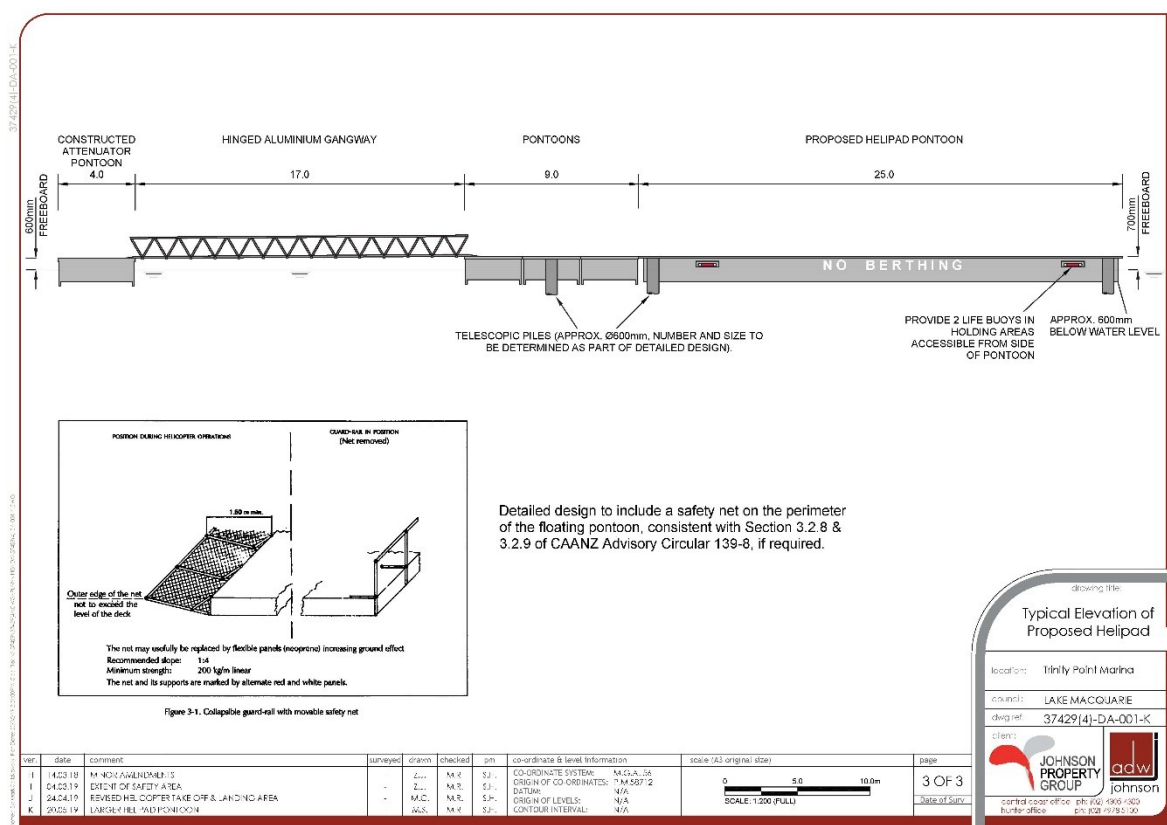 37429(4)-DA-001-K
CONSTRUCTED
ATTENUATOR
PONTOON
HINGED ALUMINIUM GANGWAY
PONTOONS
PROPOSED HELIPAD PONTOON
4.0
17.0
9.0
25.0
600mm
FREEBOARD
700mm
FREEBOARD
NO BERTHING
TELESCOPIC PILES (APPROX. Ø600mm, NUMBER AND SIZE TO
BE DETERMINED AS PART OF DETAILED DESIGN).
PROVIDE 2 LIFE BUOYS IN
HOLDING AREAS
ACCESSIBLE FROM SIDE
OF PONTOON
APPROX. 600mm
BELOW WATER LEVEL
POSITION DURING HELICOPTER OPERATIONS
GUARD-RAIL IN POSITION
(Net removed)
1.50 m min.
Outer edge of the net
not to exceed the
level of the deck
The net may usefully be replaced by flexible panels (neoprene) increasing ground effect
Recommended slope: 1:4
Minimum strength: 200 kg/m linear
The net and its supports are marked by alternate red and white panels.
Figure 3-1. Collapsible guard-rail with movable safety net
Detailed design to include a safety net on the perimeter
of the floating pontoon, consistent with Section 3.2.8 &
3.2.9 of CAANZ Advisory Circular 139-8, if required.
drawing title:
Typical Elevation of
Proposed Helipad
location: Trinity Point Marina
council: LAKE MACQUARIE
dwg ref: 37429(4)-DA-001-K
client:
JOHNSON
PROPERTY
GROUP
adw
johnson
central coast office ph: (02) 4305 4300
hunter office ph: (02) 4978 5100
ver. date comment surveyed drawn checked pm
H 14.03.18 MINOR AMENDMENTS - M.R. S.H.
I 04.03.19 EXTENT OF SAFETY AREA - M.R. S.H.
J 24.04.19 REVISED HELICOPTER TAKE OFF & LANDING AREA - M.C. M.R. S.H.
K 20.05.19 LARGER HELIPAD PONTOON M.S. M.R. S.H.
co-ordinate & level information
CO-ORDINATE SYSTEM: M.G.A. 56
ORIGIN OF CO-ORDINATES: P.M.58712
DATUM: N/A
ORIGIN OF LEVELS: N/A
CONTOUR INTERVAL: N/A
scale (A3 original size)
0 5.0 10.0m
SCALE: 1:200 (FULL)
page
3 OF 3
Date of Surv